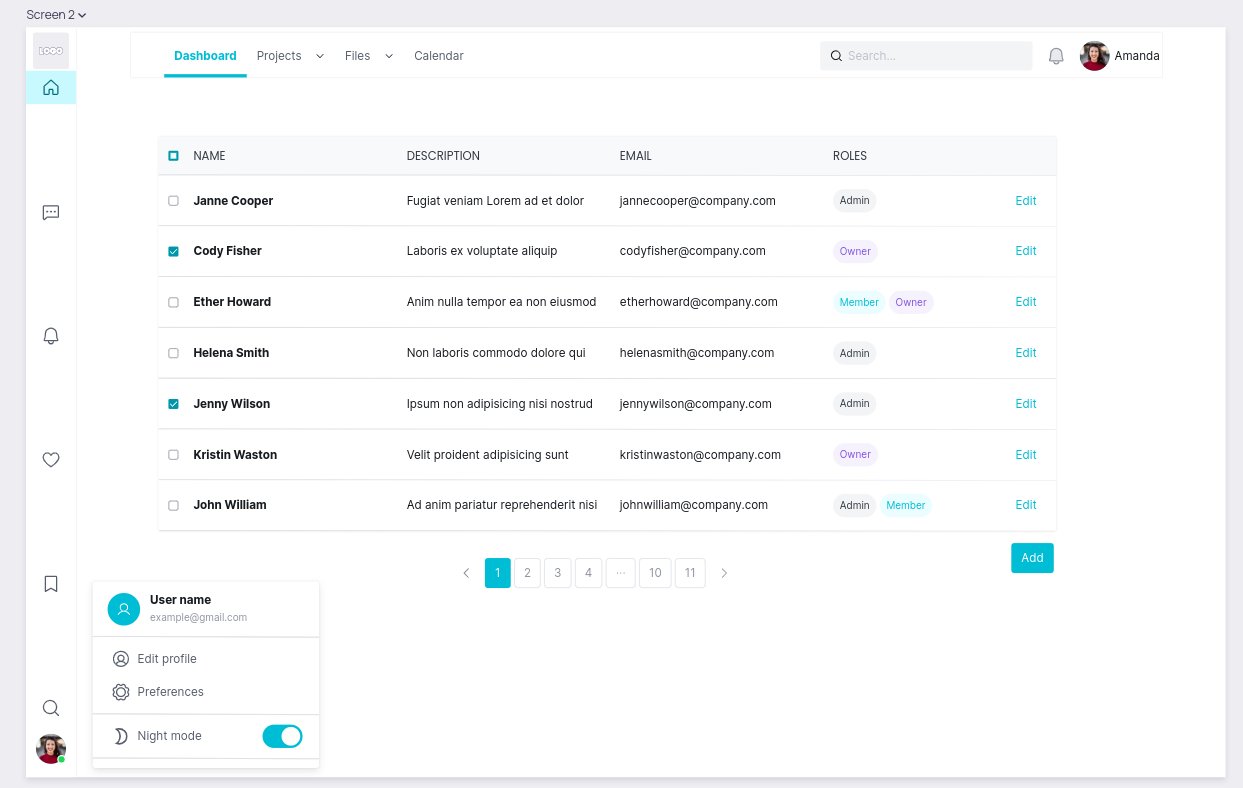 Screen 2
LOGO
Dashboard Projects Files Calendar Search... Amanda
NAME DESCRIPTION EMAIL ROLES
Janne Cooper Fugiat veniam Lorem ad et dolor jannecooper@company.com Admin Edit
Cody Fisher Laboris ex voluptate aliquip codyfisher@company.com Owner Edit
Ether Howard Anim nulla tempor ea non eiusmod etherhoward@company.com Member Owner Edit
Helena Smith Non laboris commodo dolore qui helenasmith@company.com Admin Edit
Jenny Wilson Ipsum non adipisicing nisi nostrud jennywilson@company.com Admin Edit
Kristin Waston Velit proident adipisicing sunt kristinwaston@company.com Owner Edit
John William Ad anim pariatur reprehenderit nisi johnwilliam@company.com Admin Member Edit
Add
1 2 3 4 ... 10 11
User name
example@gmail.com
Edit profile
Preferences
Night mode